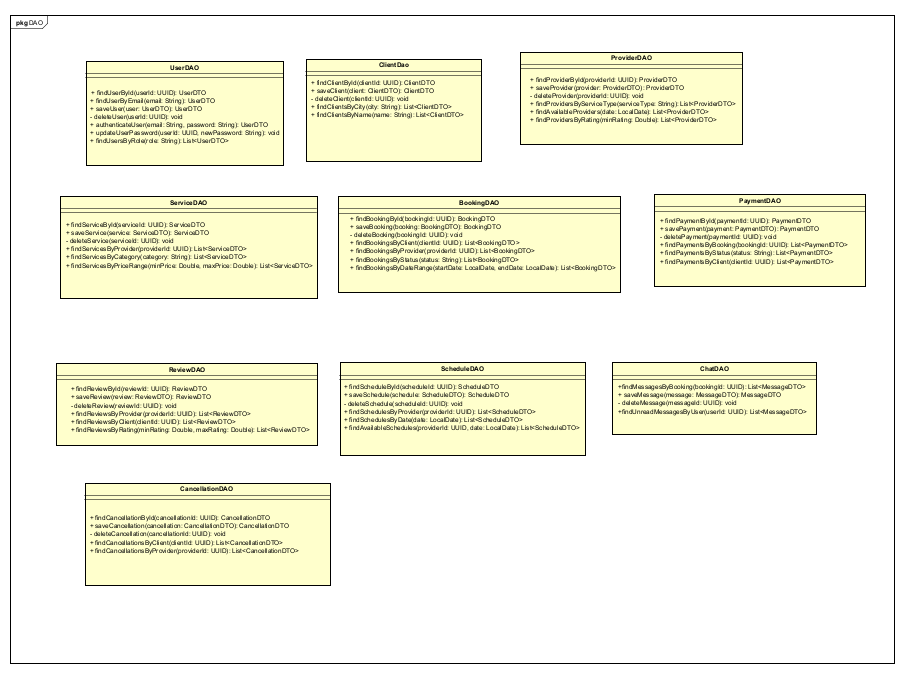 pkg DAO
UserDAO
+ findUserById(userId: UUID): UserDTO
+ findUserByEmail(email: String): UserDTO
+ saveUser(user: UserDTO): UserDTO
- deleteUser(userId: UUID): void
+ authenticateUser(email: String, password: String): UserDTO
+ updateUserPassword(userId: UUID, newPassword: String): void
+ findUsersByRole(role: String): List<UserDTO>
ClientDao
+ findClientById(clientId: UUID): ClientDTO
+ saveClient(client: ClientDTO): ClientDTO
- deleteClient(clientId: UUID): void
+ findClientsByCity(city: String): List<ClientDTO>
+ findClientsByName(name: String): List<ClientDTO>
ProviderDAO
+ findProviderById(providerId: UUID): ProviderDTO
+ saveProvider(provider: ProviderDTO): ProviderDTO
- deleteProvider(providerId: UUID): void
+ findProvidersByServiceType(serviceType: String): List<ProviderDTO>
+ findAvailableProviders(date: LocalDate): List<ProviderDTO>
+ findProvidersByRating(minRating: Double): List<ProviderDTO>
ServiceDAO
+ findServiceById(serviceId: UUID): ServiceDTO
+ saveService(service: ServiceDTO): ServiceDTO
- deleteService(serviceId: UUID): void
+ findServicesByProvider(providerId: UUID): List<ServiceDTO>
+ findServicesByCategory(category: String): List<ServiceDTO>
+ findServicesByPriceRange(minPrice: Double, maxPrice: Double): List<ServiceDTO>
BookingDAO
+ findBookingById(bookingId: UUID): BookingDTO
+ saveBooking(booking: BookingDTO): BookingDTO
- deleteBooking(bookingId: UUID): void
+ findBookingsByClient(clientId: UUID): List<BookingDTO>
+ findBookingsByProvider(providerId: UUID): List<BookingDTO>
+ findBookingsByStatus(status: String): List<BookingDTO>
+ findBookingsByDateRange(startDate: LocalDate, endDate: LocalDate): List<BookingDTO>
PaymentDAO
+ findPaymentById(paymentId: UUID): PaymentDTO
+ savePayment(payment: PaymentDTO): PaymentDTO
- deletePayment(paymentId: UUID): void
+ findPaymentsByBooking(bookingId: UUID): List<PaymentDTO>
+ findPaymentsByStatus(status: String): List<PaymentDTO>
+ findPaymentsByClient(clientId: UUID): List<PaymentDTO>
ReviewDAO
+ findReviewById(reviewId: UUID): ReviewDTO
+ saveReview(review: ReviewDTO): ReviewDTO
- deleteReview(reviewId: UUID): void
+ findReviewsByProvider(providerId: UUID): List<ReviewDTO>
+ findReviewsByClient(clientId: UUID): List<ReviewDTO>
+ findReviewsByRating(minRating: Double, maxRating: Double): List<ReviewDTO>
ScheduleDAO
+ findScheduleById(scheduleId: UUID): ScheduleDTO
+ saveSchedule(schedule: ScheduleDTO): ScheduleDTO
- deleteSchedule(scheduleId: UUID): void
+ findSchedulesByProvider(providerId: UUID): List<ScheduleDTO>
+ findSchedulesByDate(date: LocalDate): List<ScheduleDTO>
+ findAvailableSchedules(providerId: UUID, date: LocalDate): List<ScheduleDTO>
ChatDAO
+findMessagesByBooking(bookingId: UUID): List<MessageDTO>
+ saveMessage(message: MessageDTO): MessageDTO
- deleteMessage(messageId: UUID): void
+findUnreadMessagesByUser(userId: UUID): List<MessageDTO>
CancellationDAO
+ findCancellationById(cancellationId: UUID): CancellationDTO
+ saveCancellation(cancellation: CancellationDTO): CancellationDTO
- deleteCancellation(cancellationId: UUID): void
+ findCancellationsByClient(clientId: UUID): List<CancellationDTO>
+ findCancellationsByProvider(providerId: UUID): List<CancellationDTO>